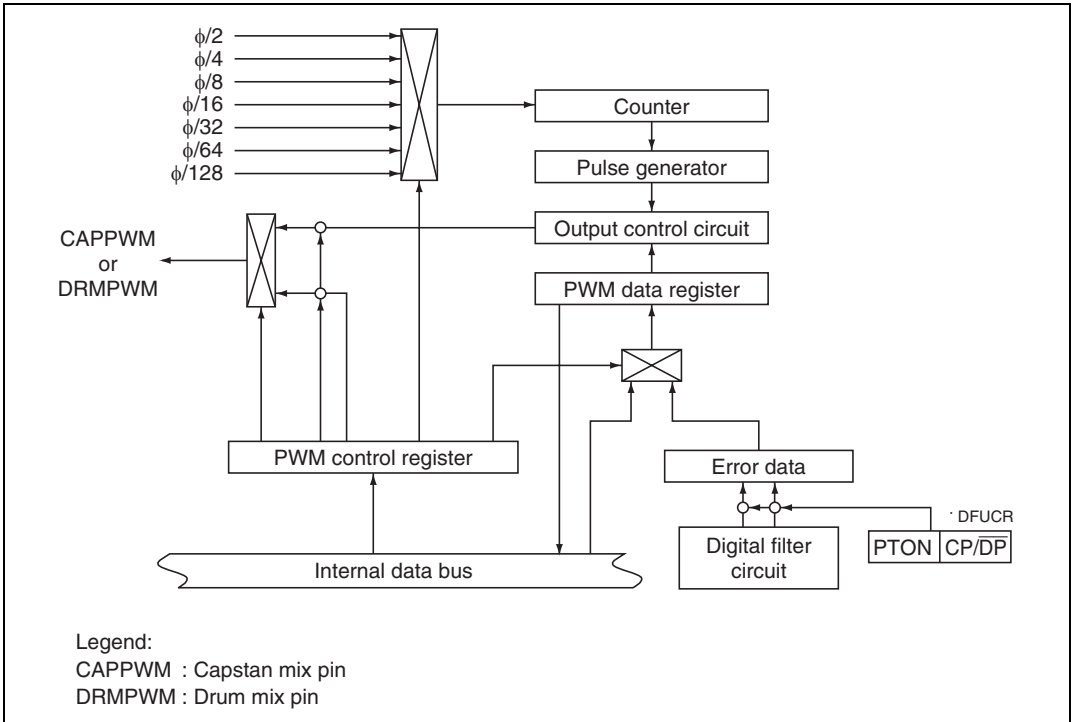 ϕ/2
ϕ/4
ϕ/8
ϕ/16
ϕ/32
ϕ/64
ϕ/128
Counter
Pulse generator
Output control circuit
PWM data register
CAPPWM
or
DRMPWM
PWM control register
Error data
Digital filter
circuit
· DFUCR
PTON CP/D̅P̅
Internal data bus
Legend:
CAPPWM : Capstan mix pin
DRMPWM : Drum mix pin